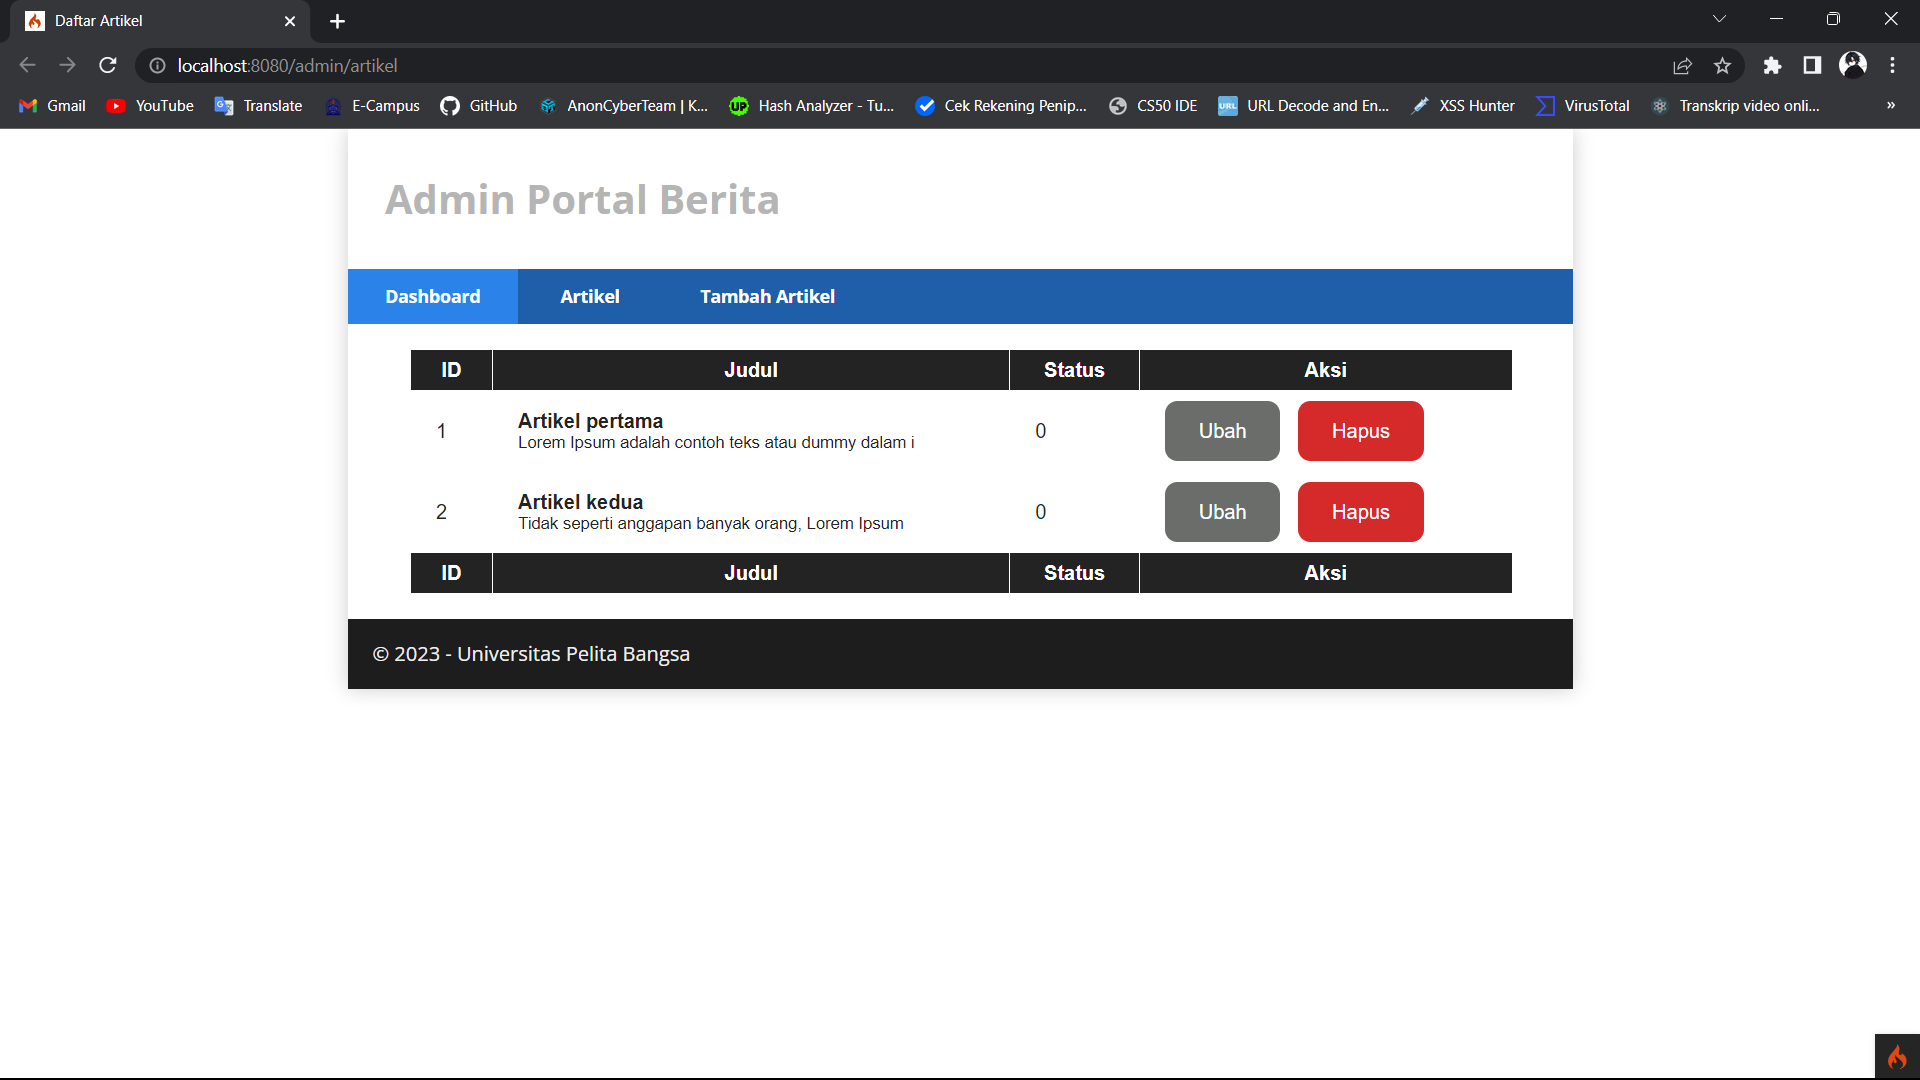 Daftar Artikel
localhost:8080/admin/artikel
Gmail YouTube Translate E-Campus GitHub AnonCyberTeam | K... Hash Analyzer - Tu... Cek Rekening Penip... CS50 IDE URL Decode and En... XSS Hunter VirusTotal Transkrip video onli... »
Admin Portal Berita
Dashboard Artikel Tambah Artikel
ID Judul Status Aksi
1 Artikel pertama 0 Ubah Hapus
Lorem Ipsum adalah contoh teks atau dummy dalam i
2 Artikel kedua 0 Ubah Hapus
Tidak seperti anggapan banyak orang, Lorem Ipsum
ID Judul Status Aksi
© 2023 - Universitas Pelita Bangsa